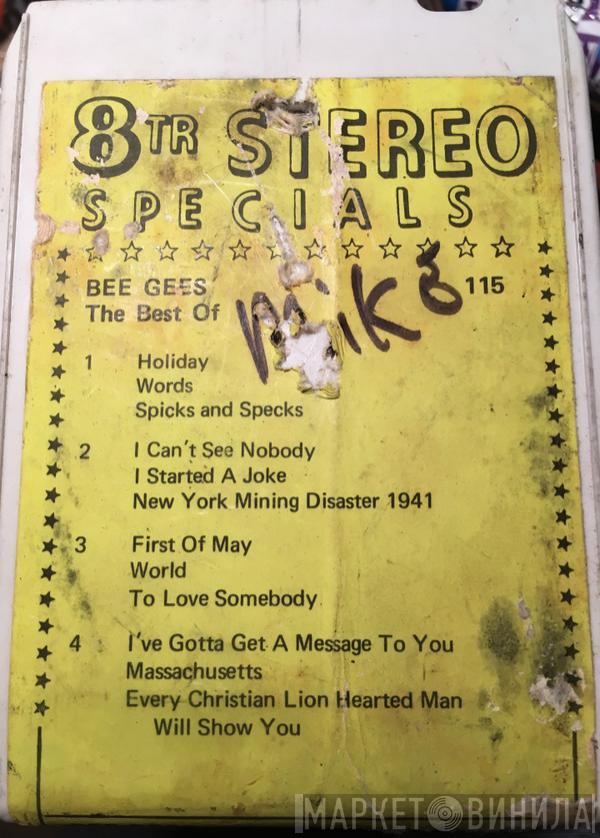 8TR STEREO
SPECIALS
BEE GEES 115
The Best Of
Mike
1 Holiday
Words
Spicks and Specks
2 I Can't See Nobody
I Started A Joke
New York Mining Disaster 1941
3 First Of May
World
To Love Somebody
4 I've Gotta Get A Message To You
Massachusetts
Every Christian Lion Hearted Man
Will Show You
МАРКЕТ ВИНИЛА